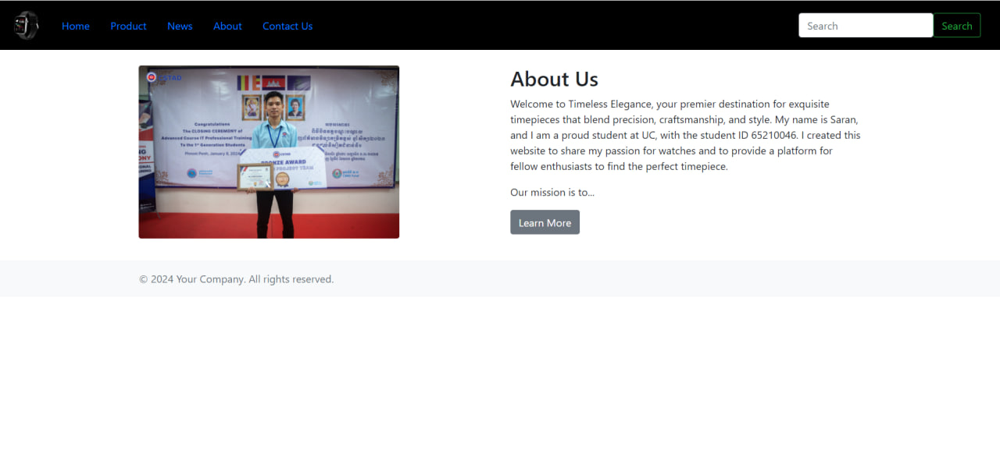 Home
Product
News
About
Contact Us
Search
Search
CSTAD
Congratulations
The CLOSING CEREMONY of
Advanced Course IT Professional Training
To the 1st Generation Students
Phnom Penh, January 9, 2024
BRONZE AWARD
PROJECT TEAM
About Us
Welcome to Timeless Elegance, your premier destination for exquisite
timepieces that blend precision, craftsmanship, and style. My name is Saran,
and I am a proud student at UC, with the student ID 65210046. I created this
website to share my passion for watches and to provide a platform for
fellow enthusiasts to find the perfect timepiece.
Our mission is to...
Learn More
© 2024 Your Company. All rights reserved.